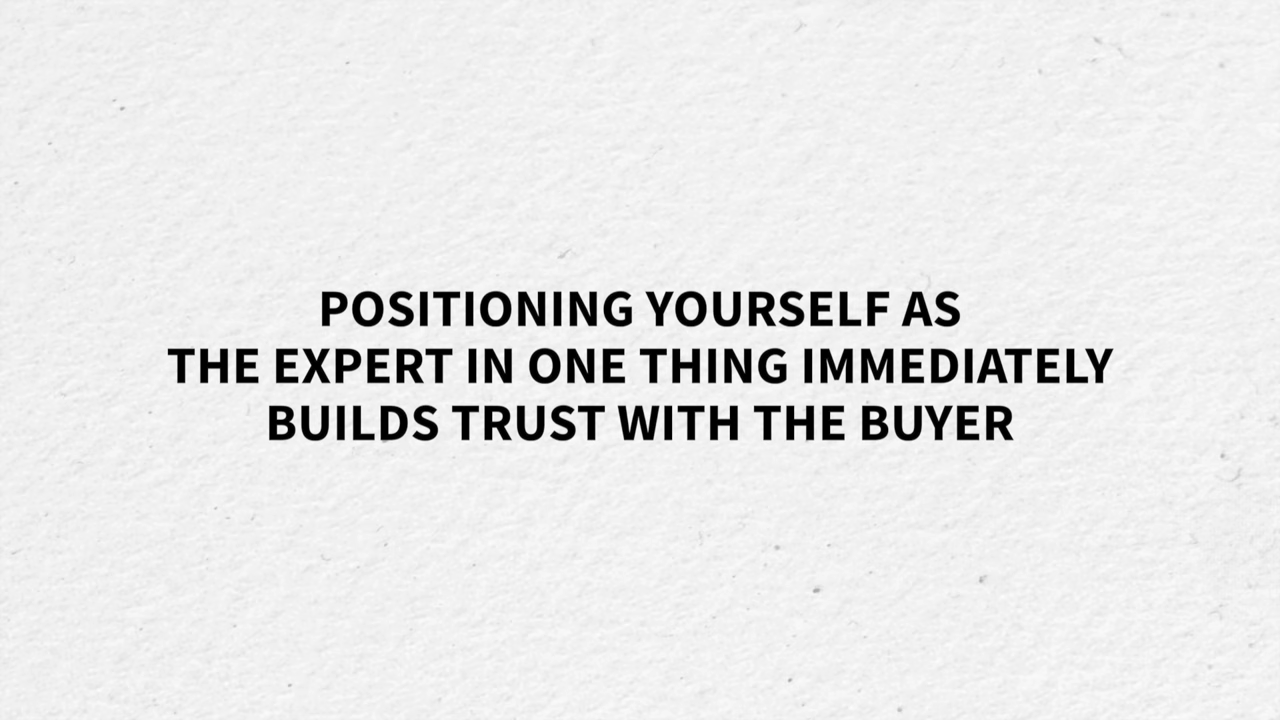 POSITIONING YOURSELF AS
THE EXPERT IN ONE THING IMMEDIATELY
BUILDS TRUST WITH THE BUYER